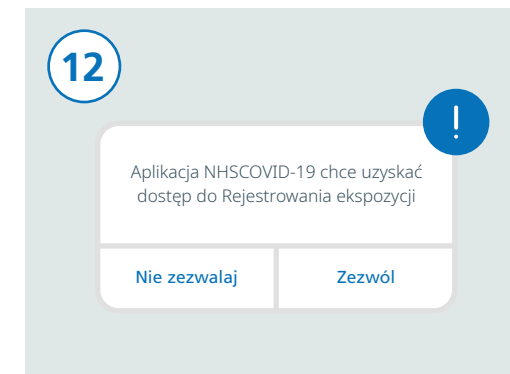 12
!
Aplikacja NHSCOVID-19 chce uzyskać
dostęp do Rejestrowania ekspozycji
Nie zezwalaj
Zezwól